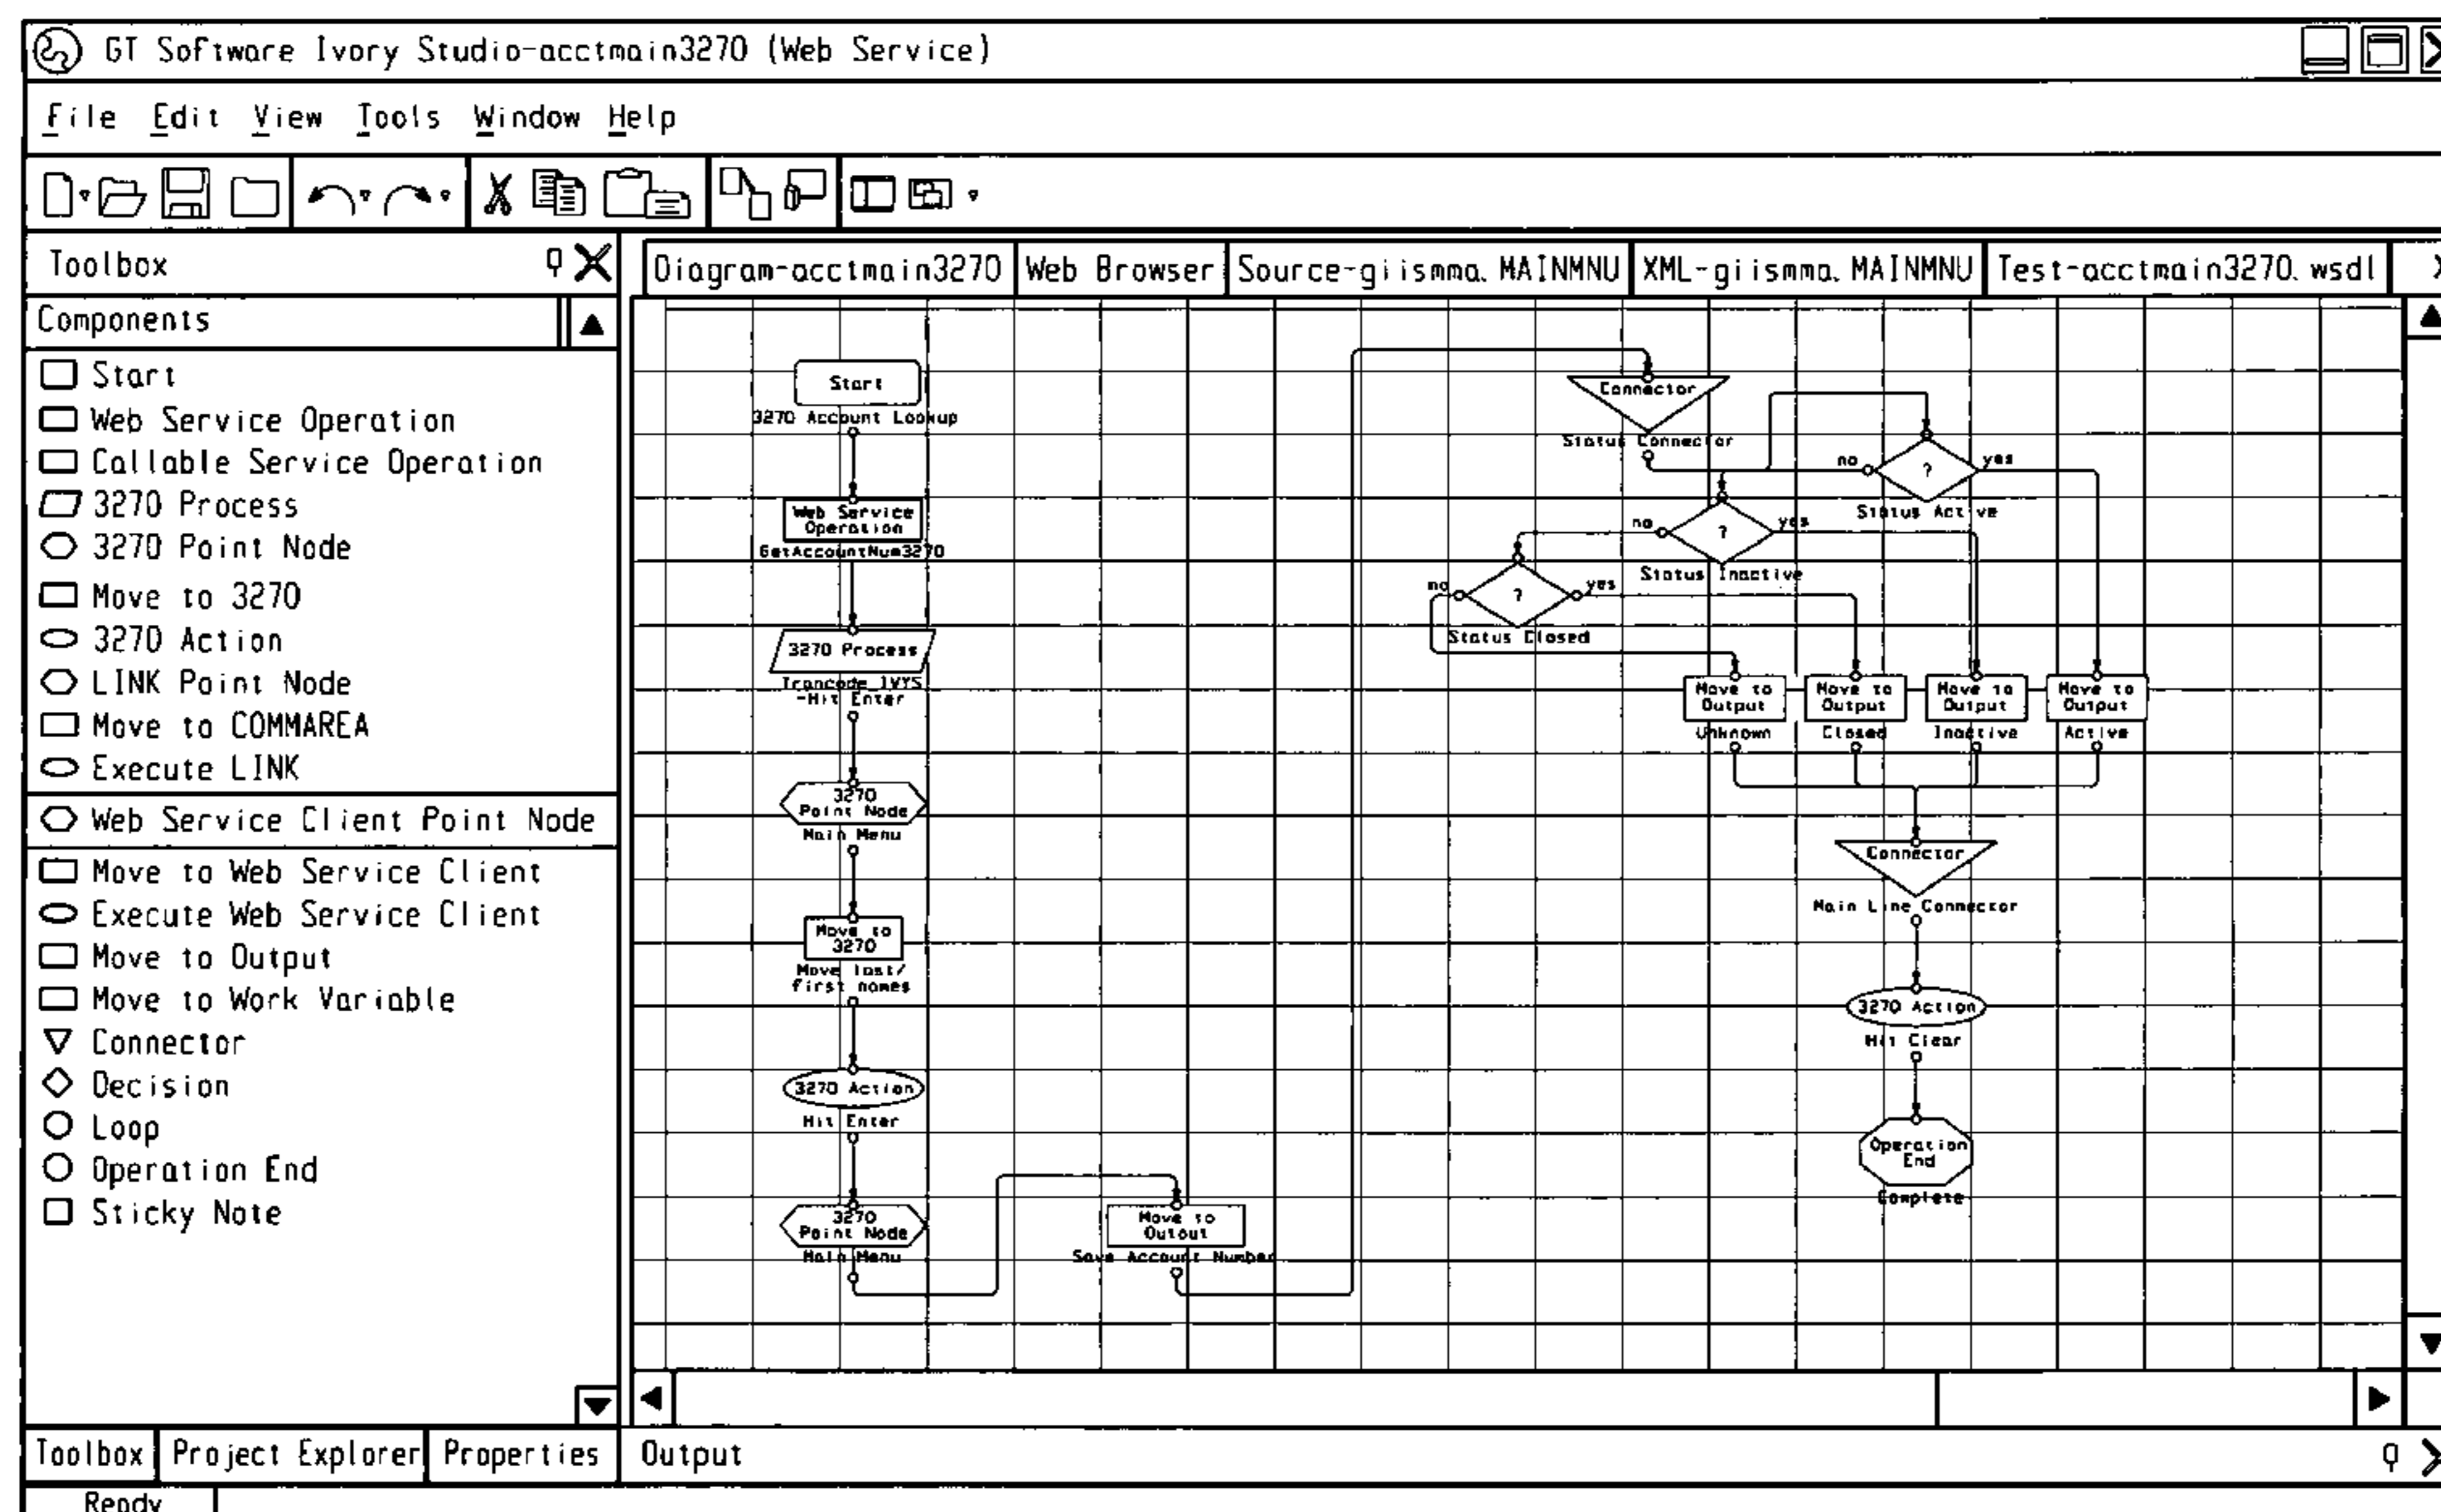 GT Software Ivory Studio-acctmain3270 (Web Service)
File Edit View Tools Window Help
Toolbox
Components
Start
Web Service Operation
Callable Service Operation
3270 Process
3270 Point Node
Move to 3270
3270 Action
LINK Point Node
Move to COMMAREA
Execute LINK
Web Service Client Point Node
Move to Web Service Client
Execute Web Service Client
Move to Output
Move to Work Variable
Connector
Decision
Loop
Operation End
Sticky Note
Toolbox Project Explorer Properties
Ready
Diagram-acctmain3270 Web Browser Source-giismma.MAINMNU XML-giismma.MAINMNU Test-acctmain3270.wsdl
Start
3270 Account Lookup
Web Service
Operation
GetAccountNum3270
3270 Process
Trancode IVYS
-Hit Enter
3270
Point Node
Main Menu
Move to
3270
Move last/
first names
3270 Action
Hit Enter
3270
Point Node
Main Menu
Move to
Output
Save Account Number
Connector
Status Connector
no ? yes
Status Active
no ? yes
Status Inactive
no ? yes
Status Closed
Move to
Output
Unknown
Move to
Output
Closed
Move to
Output
Inactive
Move to
Output
Active
Connector
Main Line Connector
3270 Action
Hit Clear
Operation
End
Complete
Output